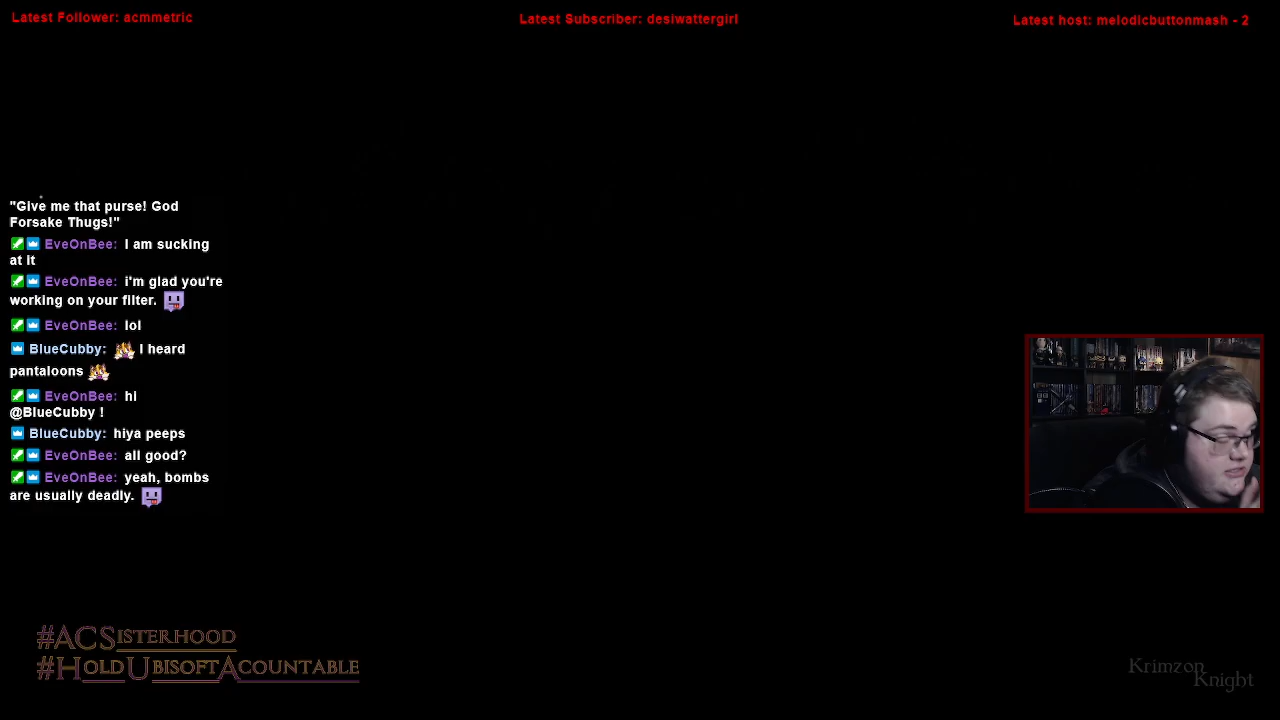 Latest Follower: acmmetric
Latest Subscriber: desiwattergirl
Latest host: melodicbuttonmash - 2
"Give me that purse! God
Forsake Thugs!"
EveOnBee: I am sucking
at it
EveOnBee: i'm glad you're
working on your filter.
EveOnBee: lol
BlueCubby: I heard
pantaloons
EveOnBee: hi
@BlueCubby !
BlueCubby: hiya peeps
EveOnBee: all good?
EveOnBee: yeah, bombs
are usually deadly.
#ACSisterhood
#HoldUbisoftAcountable
Krimzon
Knight